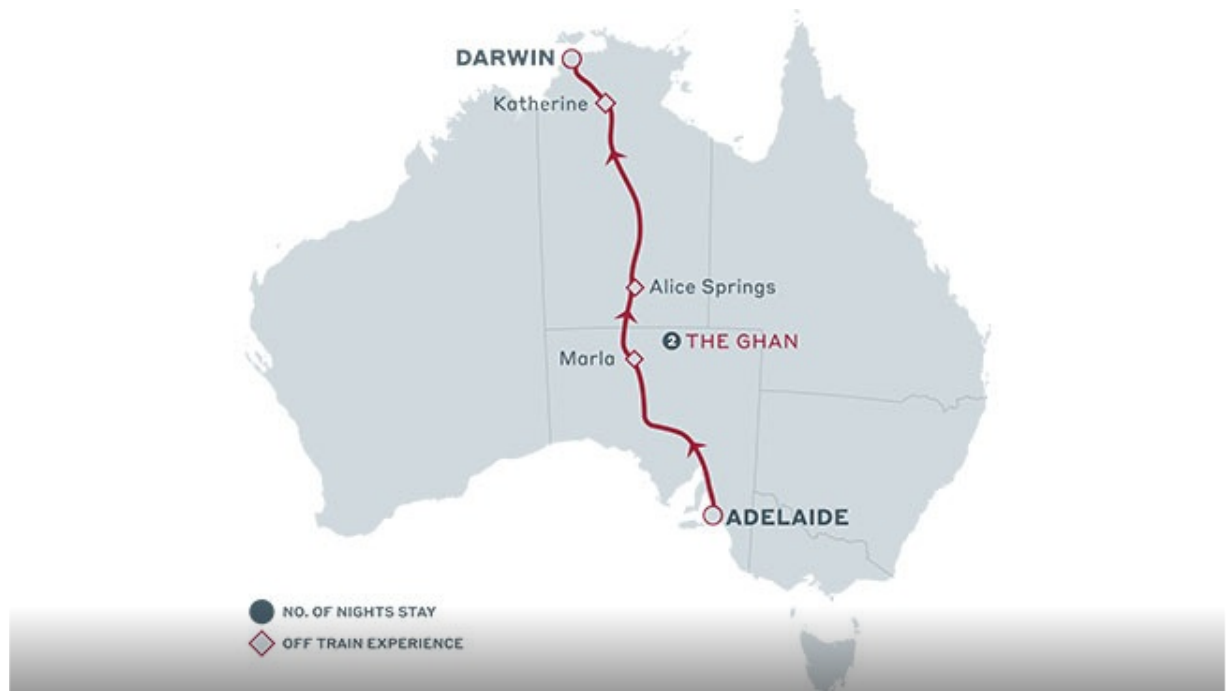 DARWIN
Katherine
Alice Springs
2 THE GHAN
Marla
ADELAIDE
NO. OF NIGHTS STAY
OFF TRAIN EXPERIENCE